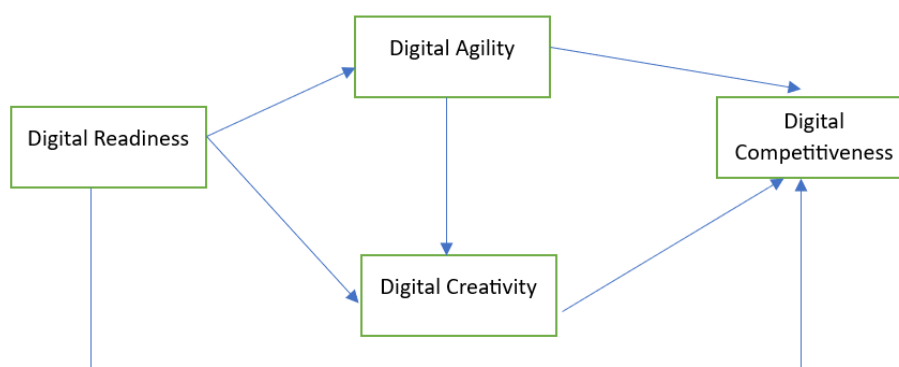 Digital Agility
Digital Readiness
Digital
Competitiveness
Digital Creativity